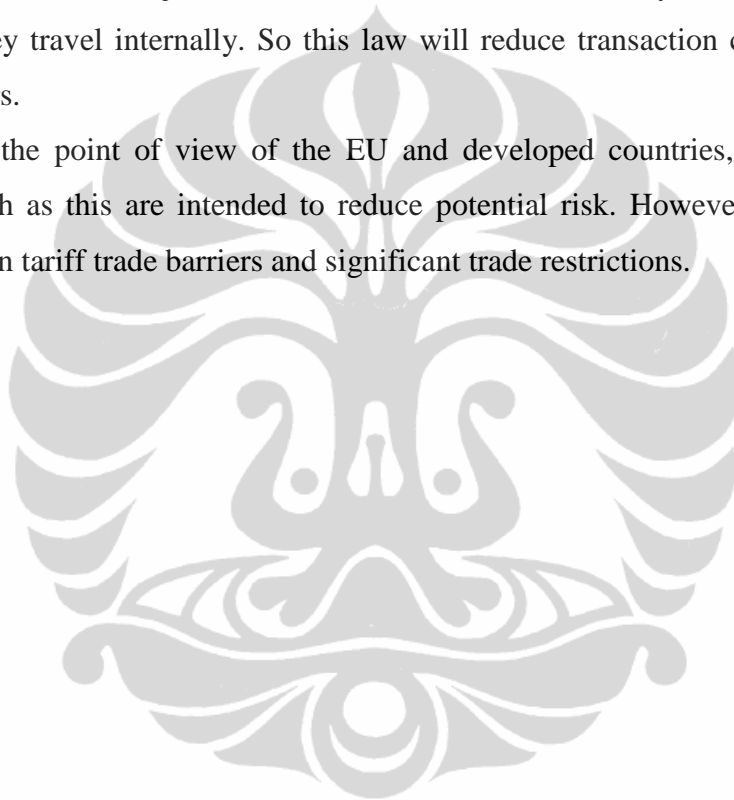 ey travel internally. So this law will reduce transaction c
s.
the point of view of the EU and developed countries,
h as this are intended to reduce potential risk. Howeve
n tariff trade barriers and significant trade restrictions.